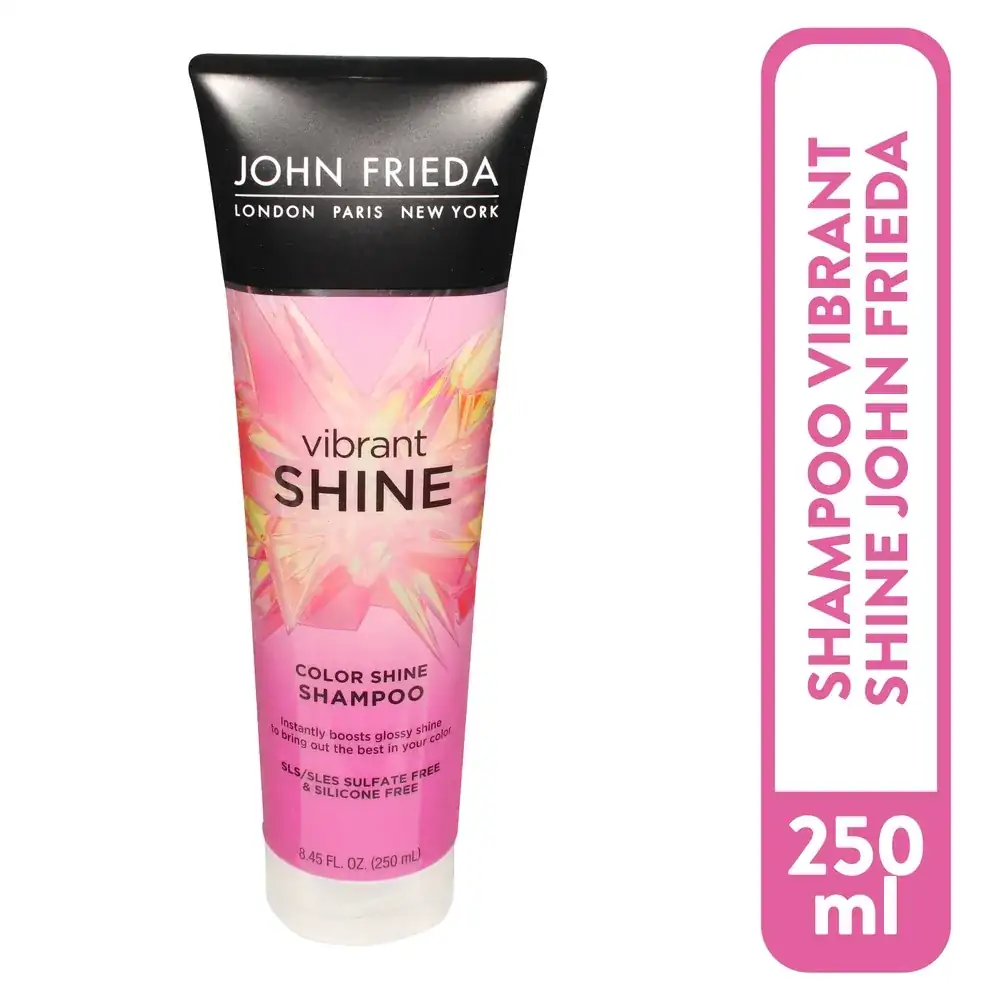 JOHN FRIEDA
LONDON PARIS NEW YORK
vibrant
SHINE
COLOR SHINE
SHAMPOO
Instantly boosts glossy shine
to bring out the best in your color
SLS/SLES SULFATE FREE
& SILICONE FREE
8.45 FL. OZ. (250 mL)
SHAMPOO VIBRANT
SHINE JOHN FRIEDA
250
ml